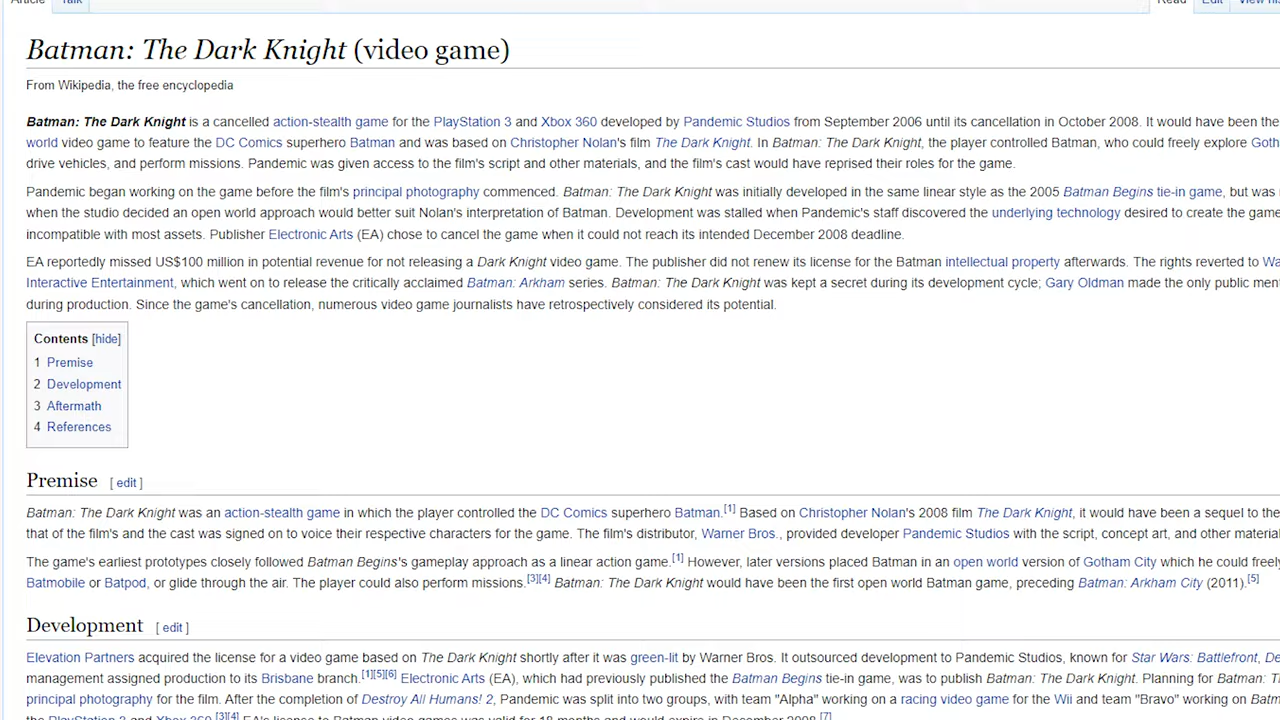 Article Talk Read Edit View his
Batman: The Dark Knight (video game)
From Wikipedia, the free encyclopedia
Batman: The Dark Knight is a cancelled action-stealth game for the PlayStation 3 and Xbox 360 developed by Pandemic Studios from September 2006 until its cancellation in October 2008. It would have been the
world video game to feature the DC Comics superhero Batman and was based on Christopher Nolan's film The Dark Knight. In Batman: The Dark Knight, the player controlled Batman, who could freely explore Goth
drive vehicles, and perform missions. Pandemic was given access to the film's script and other materials, and the film's cast would have reprised their roles for the game.
Pandemic began working on the game before the film's principal photography commenced. Batman: The Dark Knight was initially developed in the same linear style as the 2005 Batman Begins tie-in game, but was
when the studio decided an open world approach would better suit Nolan's interpretation of Batman. Development was stalled when Pandemic's staff discovered the underlying technology desired to create the game
incompatible with most assets. Publisher Electronic Arts (EA) chose to cancel the game when it could not reach its intended December 2008 deadline.
EA reportedly missed US$100 million in potential revenue for not releasing a Dark Knight video game. The publisher did not renew its license for the Batman intellectual property afterwards. The rights reverted to Wa
Interactive Entertainment, which went on to release the critically acclaimed Batman: Arkham series. Batman: The Dark Knight was kept a secret during its development cycle; Gary Oldman made the only public ment
during production. Since the game's cancellation, numerous video game journalists have retrospectively considered its potential.
Contents [hide]
1 Premise
2 Development
3 Aftermath
4 References
Premise [ edit ]
Batman: The Dark Knight was an action-stealth game in which the player controlled the DC Comics superhero Batman.[1] Based on Christopher Nolan's 2008 film The Dark Knight, it would have been a sequel to the
that of the film's and the cast was signed on to voice their respective characters for the game. The film's distributor, Warner Bros., provided developer Pandemic Studios with the script, concept art, and other material
The game's earliest prototypes closely followed Batman Begins's gameplay approach as a linear action game.[1] However, later versions placed Batman in an open world version of Gotham City which he could freely
Batmobile or Batpod, or glide through the air. The player could also perform missions.[3][4] Batman: The Dark Knight would have been the first open world Batman game, preceding Batman: Arkham City (2011).[5]
Development [ edit ]
Elevation Partners acquired the license for a video game based on The Dark Knight shortly after it was green-lit by Warner Bros. It outsourced development to Pandemic Studios, known for Star Wars: Battlefront, De
management assigned production to its Brisbane branch.[1][5][6] Electronic Arts (EA), which had previously published the Batman Begins tie-in game, was to publish Batman: The Dark Knight. Planning for Batman: T
principal photography for the film. After the completion of Destroy All Humans! 2, Pandemic was split into two groups, with team "Alpha" working on a racing video game for the Wii and team "Bravo" working on Batm
the PlayStation 3 and Xbox 360.[3][4] EA's license to Batman video games was valid for 18 months and would expire in December 2008.[7]